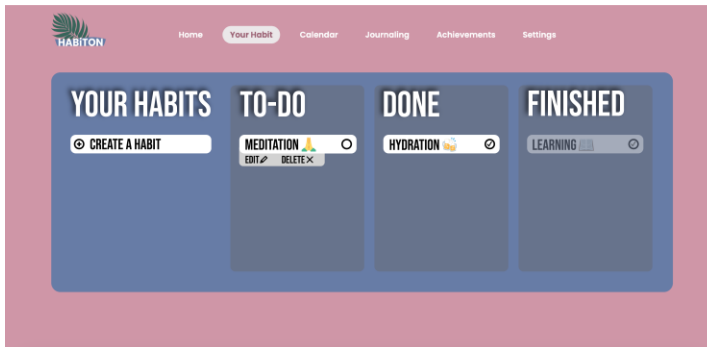 HABITON
Home Your Habit Calendar Journaling Achievements Settings
YOUR HABITS TO-DO DONE FINISHED
CREATE A HABIT
MEDITATION 🙏
EDIT DELETE
HYDRATION
LEARNING